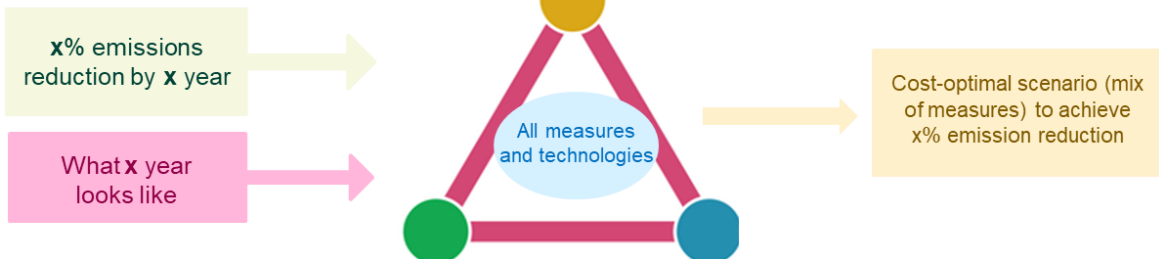 x% emissions
reduction by x year
What x year
looks like
All measures
and technologies
Cost-optimal scenario (mix
of measures) to achieve
x% emission reduction